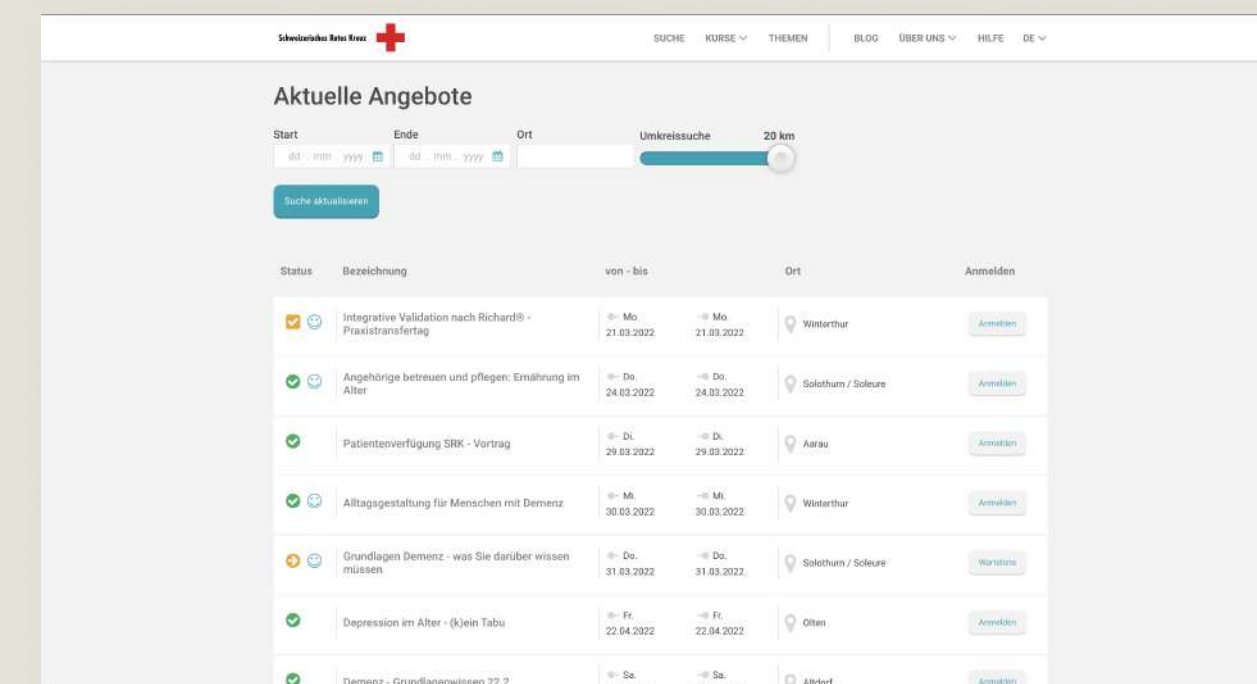 Schweizerisches Rotes Kreuz
SUCHE KURSE THEMEN BLOG ÜBER UNS HILFE DE
Aktuelle Angebote
Start Ende Ort Umkreissuche 20 km
dd . mm . yyyy dd . mm . yyyy
Suche aktualisieren
Status Bezeichnung von - bis Ort Anmelden
Integrative Validation nach Richard® -
Praxistransfertag
Mo. Mo.
21.03.2022 21.03.2022
Winterthur
Anmelden
Angehörige betreuen und pflegen: Ernährung im
Alter
Do. Do.
24.03.2022 24.03.2022
Solothurn / Soleure
Anmelden
Patientenverfügung SRK - Vortrag
Di. Di.
29.03.2022 29.03.2022
Aarau
Anmelden
Alltagsgestaltung für Menschen mit Demenz
Mi. Mi.
30.03.2022 30.03.2022
Winterthur
Anmelden
Grundlagen Demenz - was Sie darüber wissen
müssen
Do. Do.
31.03.2022 31.03.2022
Solothurn / Soleure
Warteliste
Depression im Alter - (k)ein Tabu
Fr. Fr.
22.04.2022 22.04.2022
Olten
Anmelden
Demenz - Grundlagenwissen 22.2
Sa. Sa.
Altdorf
Anmelden